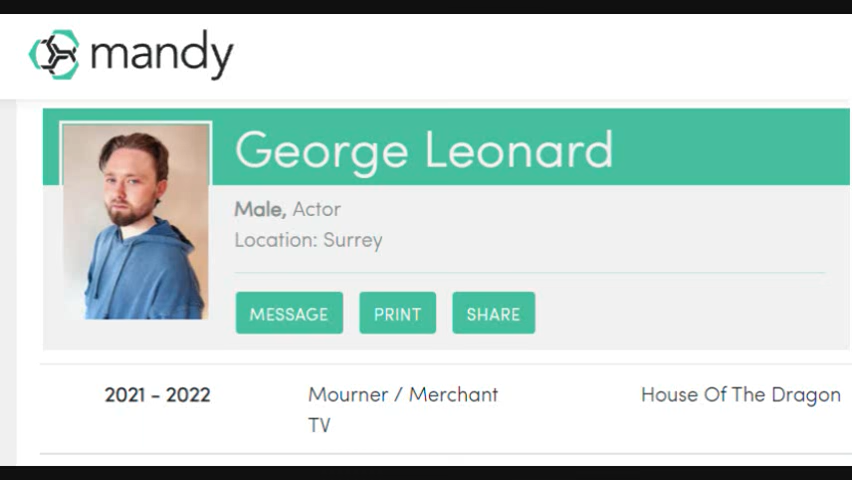 mandy
George Leonard
Male, Actor
Location: Surrey
MESSAGE PRINT SHARE
2021 - 2022 Mourner / Merchant House Of The Dragon
TV